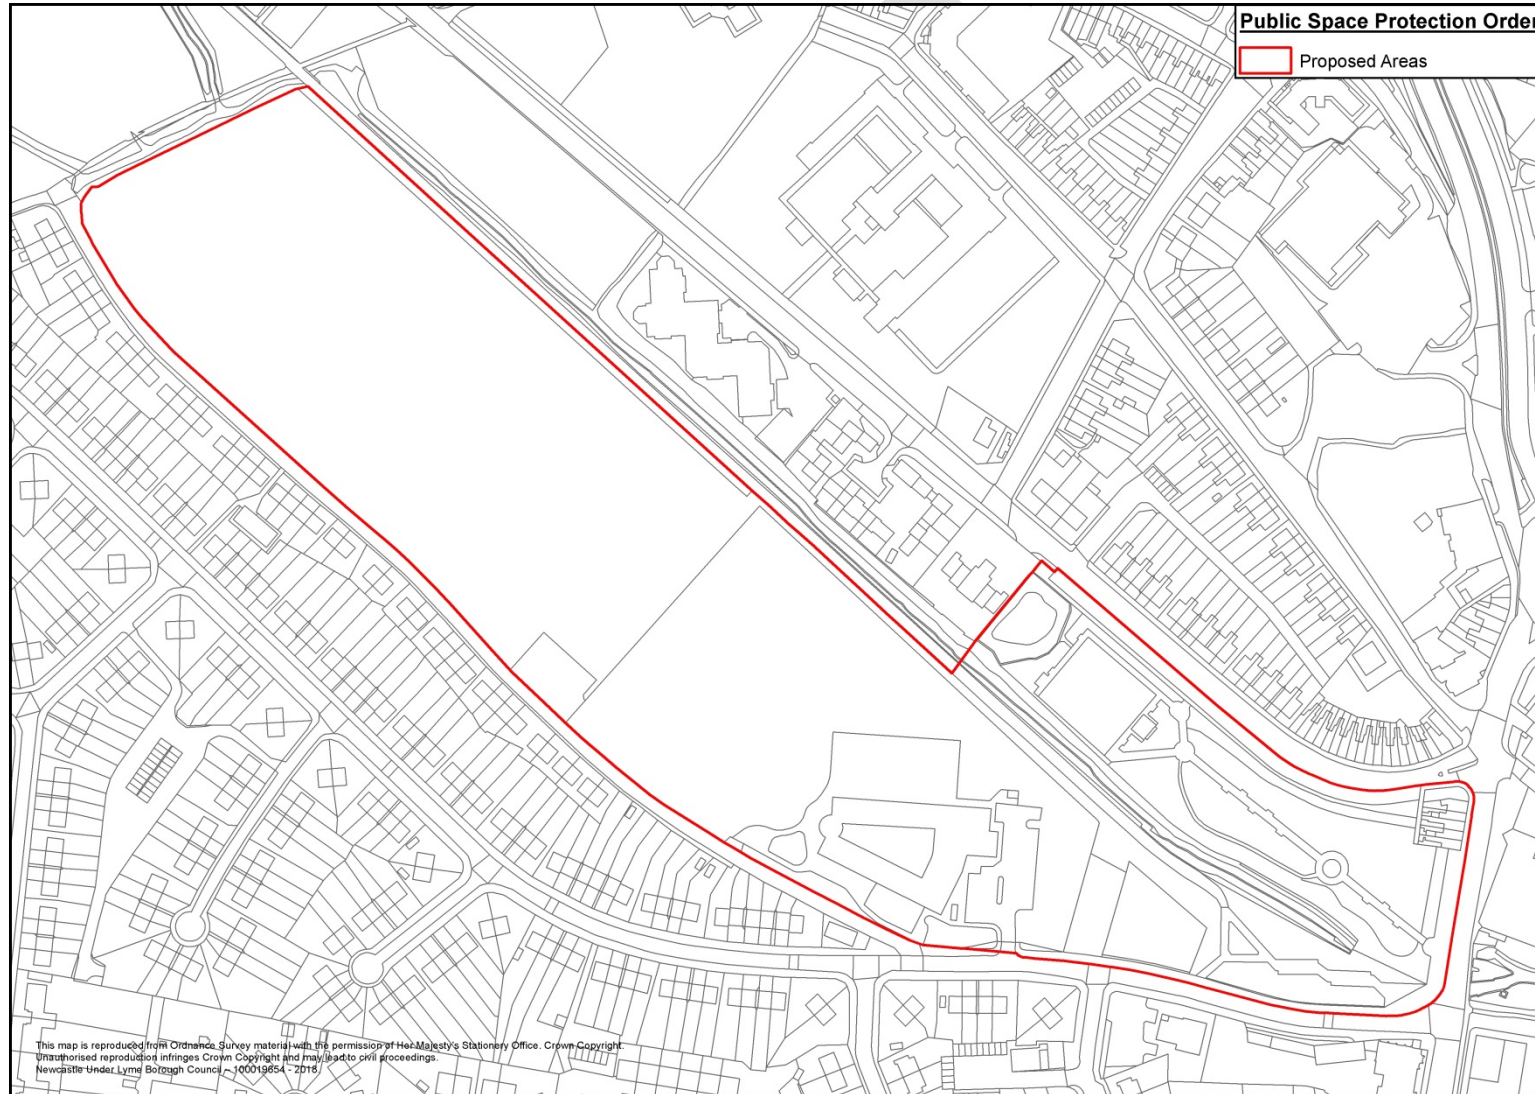 Public Space Protection Order
Proposed Areas
This map is reproduced from Ordnance Survey material with the permission of Her Majesty's Stationery Office. Crown Copyright.
Unauthorised reproduction infringes Crown Copyright and may lead to civil proceedings.
Newcastle Under Lyme Borough Council - 100019654 - 2018